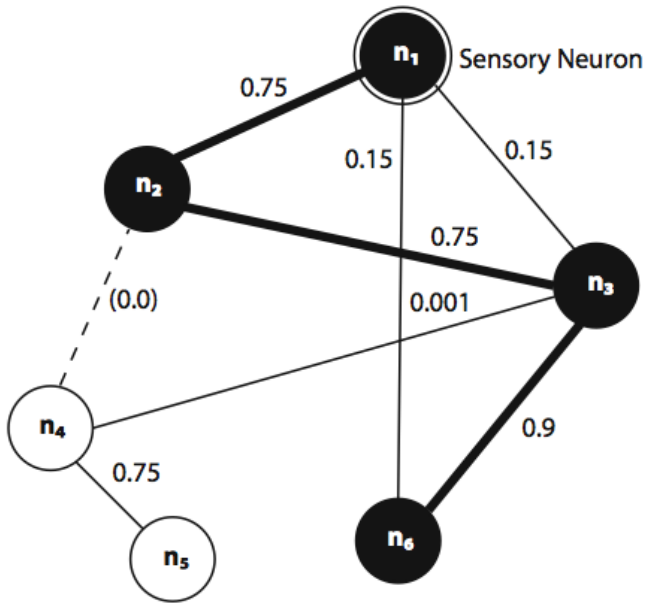 n₁
Sensory Neuron
0.75
0.15
0.15
n₂
0.75
n₃
(0.0)
0.001
n₄
0.9
0.75
n₆
n₅